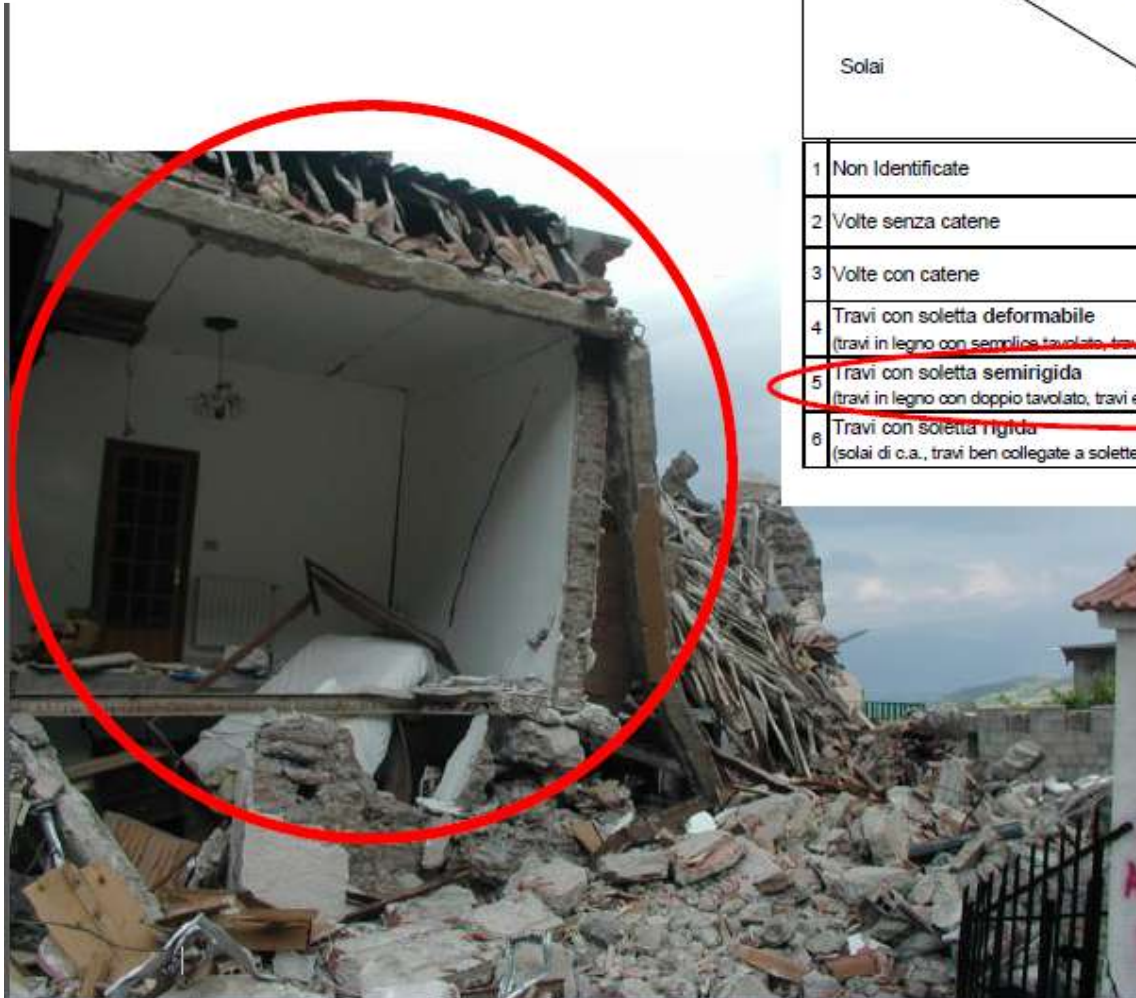 Solai
1 Non Identificate
2 Volte senza catene
3 Volte con catene
4 Travi con soletta deformabile
(travi in legno con semplice tavolato,
5 Travi con soletta semirigida
(travi in legno con doppio tavolato, travi e
6 Travi con soletta rigida
(solai di c.a., travi ben collegate a solette